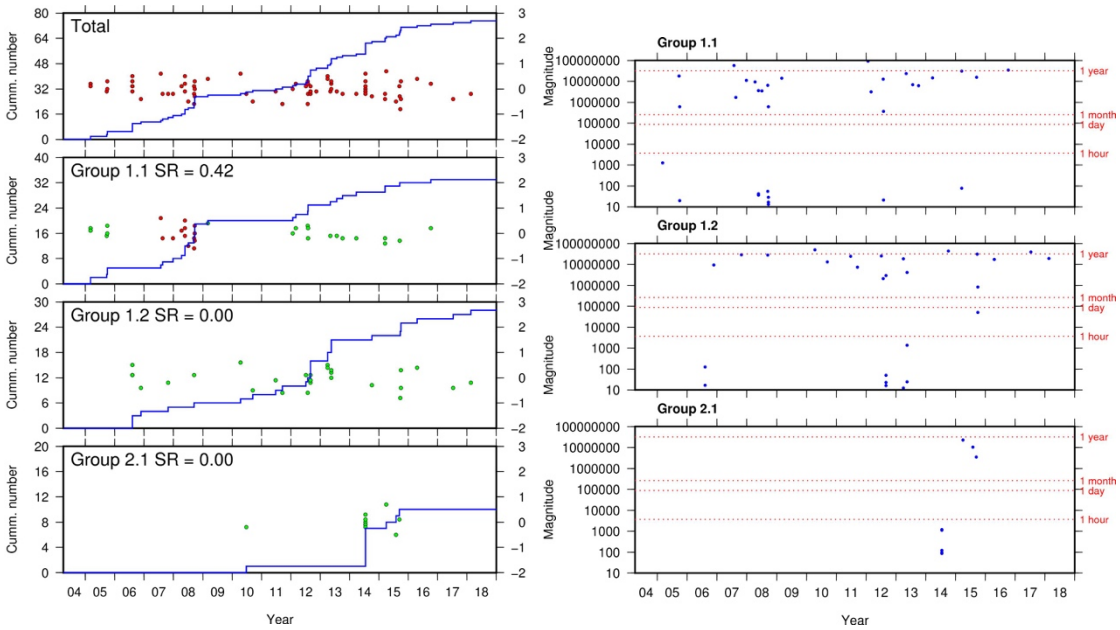 Total
Cumm. number
80
64
48
32
16
0
3
2
1
0
−1
−2
Group 1.1 SR = 0.42
Cumm. number
40
32
24
16
8
0
3
2
1
0
−1
−2
Group 1.2 SR = 0.00
Cumm. number
30
24
18
12
6
0
3
2
1
0
−1
−2
Group 2.1 SR = 0.00
Cumm. number
20
16
12
8
4
0
3
2
1
0
−1
−2
04 05 06 07 08 09 10 11 12 13 14 15 16 17 18
Year
Group 1.1
Magnitude
Magnitude
100000000
10000000
1000000
100000
10000
1000
100
10
1 year
1 month
1 day
1 hour
Group 1.2
Magnitude
Magnitude
100000000
10000000
1000000
100000
10000
1000
100
10
1 year
1 month
1 day
1 hour
Group 2.1
Magnitude
Magnitude
100000000
10000000
1000000
100000
10000
1000
100
10
1 year
1 month
1 day
1 hour
04 05 06 07 08 09 10 11 12 13 14 15 16 17 18
Year